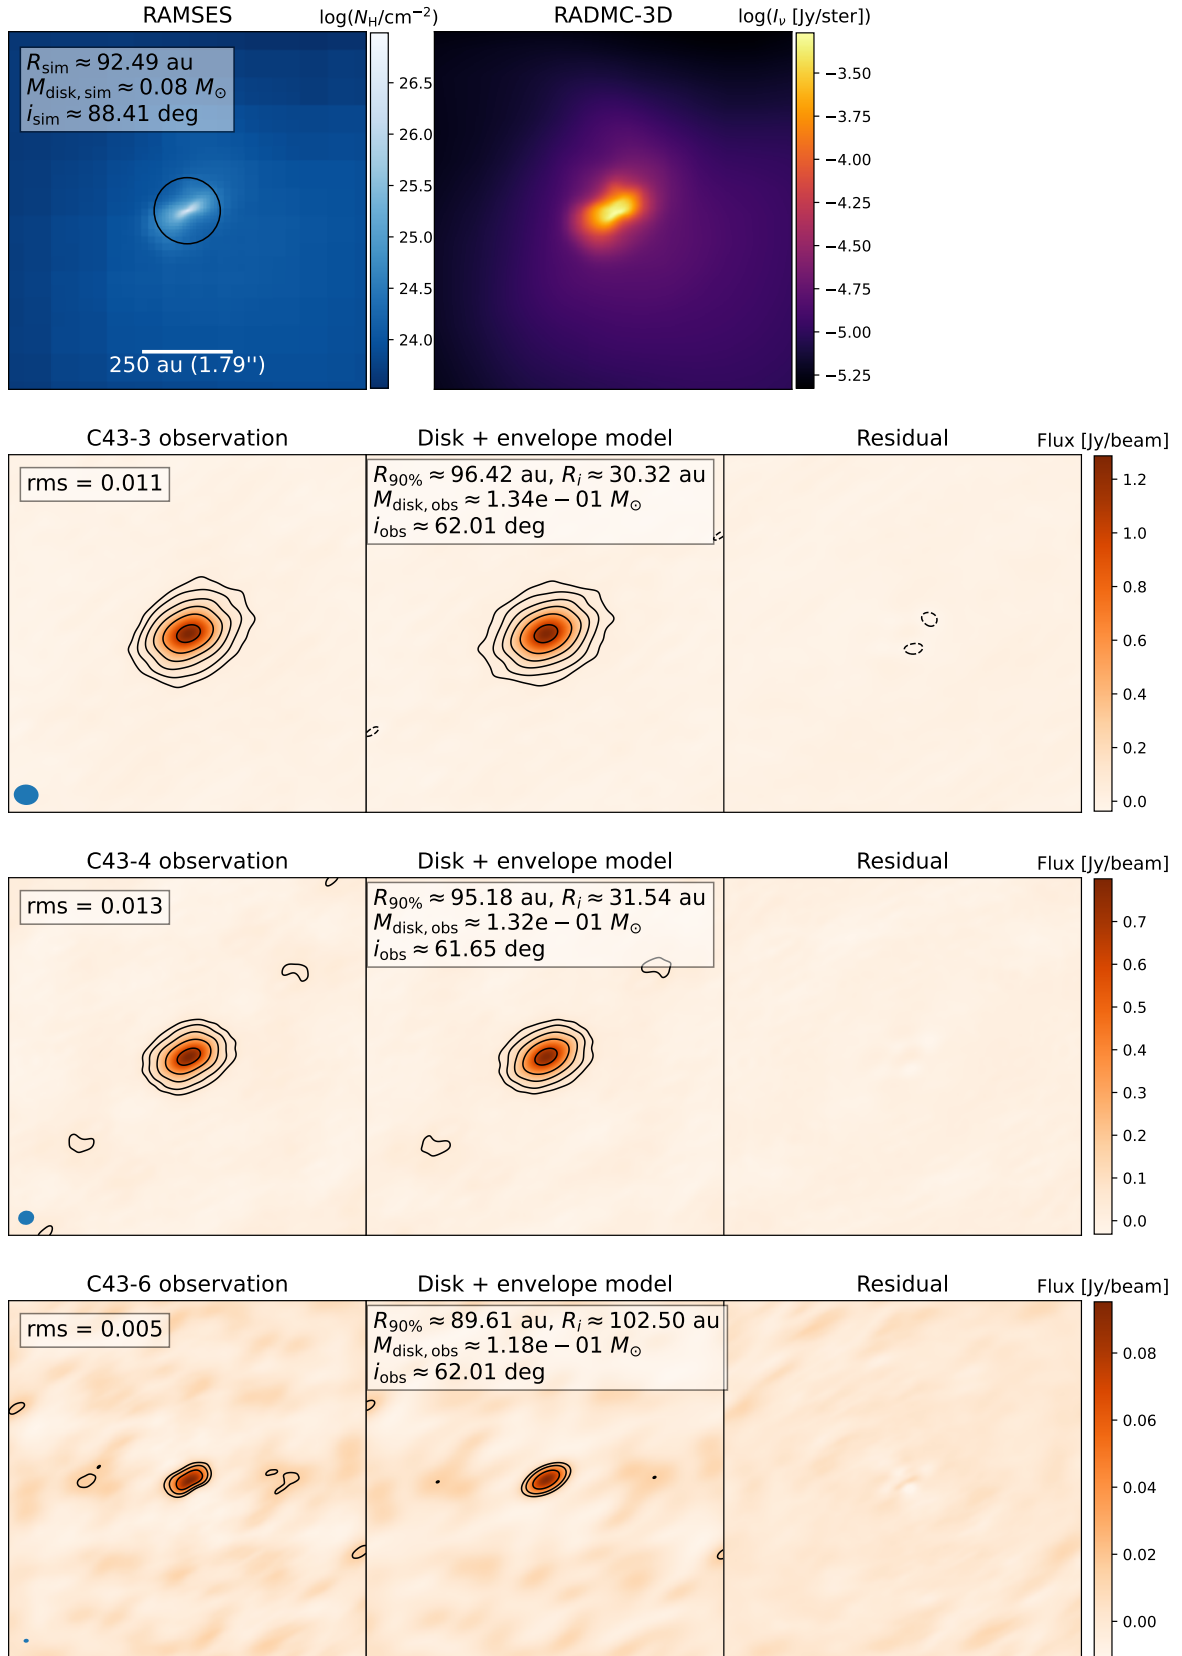 RAMSES
log(N_H/cm⁻²)
RADMC-3D
log(I_ν [Jy/ster])
R_sim ≈ 92.49 au
M_disk, sim ≈ 0.08 M_⊙
i_sim ≈ 88.41 deg
250 au (1.79'')
26.5
26.0
25.5
25.0
24.5
24.0
−3.50
−3.75
−4.00
−4.25
−4.50
−4.75
−5.00
−5.25
C43-3 observation
Disk + envelope model
Residual
Flux [Jy/beam]
rms = 0.011
R_90% ≈ 96.42 au, R_i ≈ 30.32 au
M_disk, obs ≈ 1.34e − 01 M_⊙
i_obs ≈ 62.01 deg
1.2
1.0
0.8
0.6
0.4
0.2
0.0
C43-4 observation
Disk + envelope model
Residual
Flux [Jy/beam]
rms = 0.013
R_90% ≈ 95.18 au, R_i ≈ 31.54 au
M_disk, obs ≈ 1.32e − 01 M_⊙
i_obs ≈ 61.65 deg
0.7
0.6
0.5
0.4
0.3
0.2
0.1
0.0
C43-6 observation
Disk + envelope model
Residual
Flux [Jy/beam]
rms = 0.005
R_90% ≈ 89.61 au, R_i ≈ 102.50 au
M_disk, obs ≈ 1.18e − 01 M_⊙
i_obs ≈ 62.01 deg
0.08
0.06
0.04
0.02
0.00